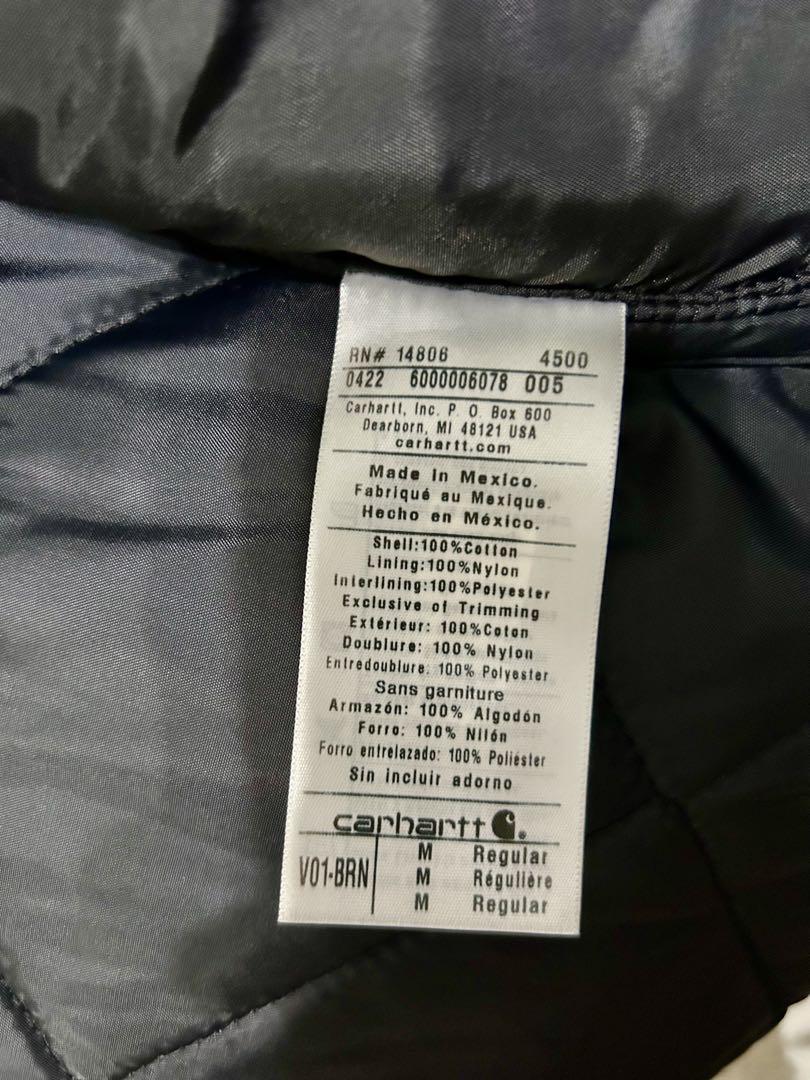 RN# 14806 4500
0422 6000006078 005
Carhartt, Inc. P. O. Box 600
Dearborn, MI 48121 USA
carhartt.com
Made in Mexico.
Fabriqué au Mexique.
Hecho en México.
Shell:100%Cotton
Lining:100%Nylon
Interlining:100%Polyester
Exclusive of Trimming
Extérieur: 100%Coton
Doublure: 100% Nylon
Entredoublure: 100% Polyester
Sans garniture
Armazón: 100% Algodón
Forro: 100% Nilón
Forro entrelazado: 100% Poliéster
Sin incluir adorno
carhartt
V01-BRN
M Regular
M Régulière
M Regular